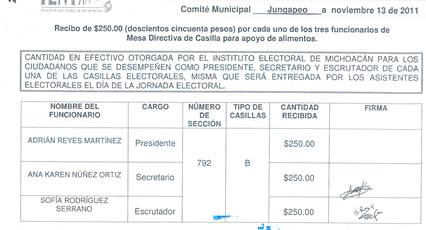 Comité Municipal Jungapeo a noviembre 13 de 2011
Recibo de $250.00 (doscientos cincuenta pesos) por cada uno de los tres funcionarios de
Mesa Directiva de Casilla para apoyo de alimentos.
CANTIDAD EN EFECTIVO OTORGADA POR EL INSTITUTO ELECTORAL DE MICHOACÁN PARA LOS
CIUDADANOS QUE SE DESEMPEÑEN COMO PRESIDENTE, SECRETARIO Y ESCRUTADOR DE CADA
UNA DE LAS CASILLAS ELECTORALES, MISMA QUE SERÁ ENTREGADA POR LOS ASISTENTES
ELECTORALES EL DÍA DE LA JORNADA ELECTORAL.
NOMBRE DEL FUNCIONARIO CARGO NÚMERO DE SECCIÓN TIPO DE CASILLAS CANTIDAD RECIBIDA FIRMA
ADRIÁN REYES MARTÍNEZ Presidente $250.00
792 B
ANA KAREN NÚÑEZ ORTIZ Secretario $250.00
SOFÍA RODRÍGUEZ
SERRANO Escrutador $250.00